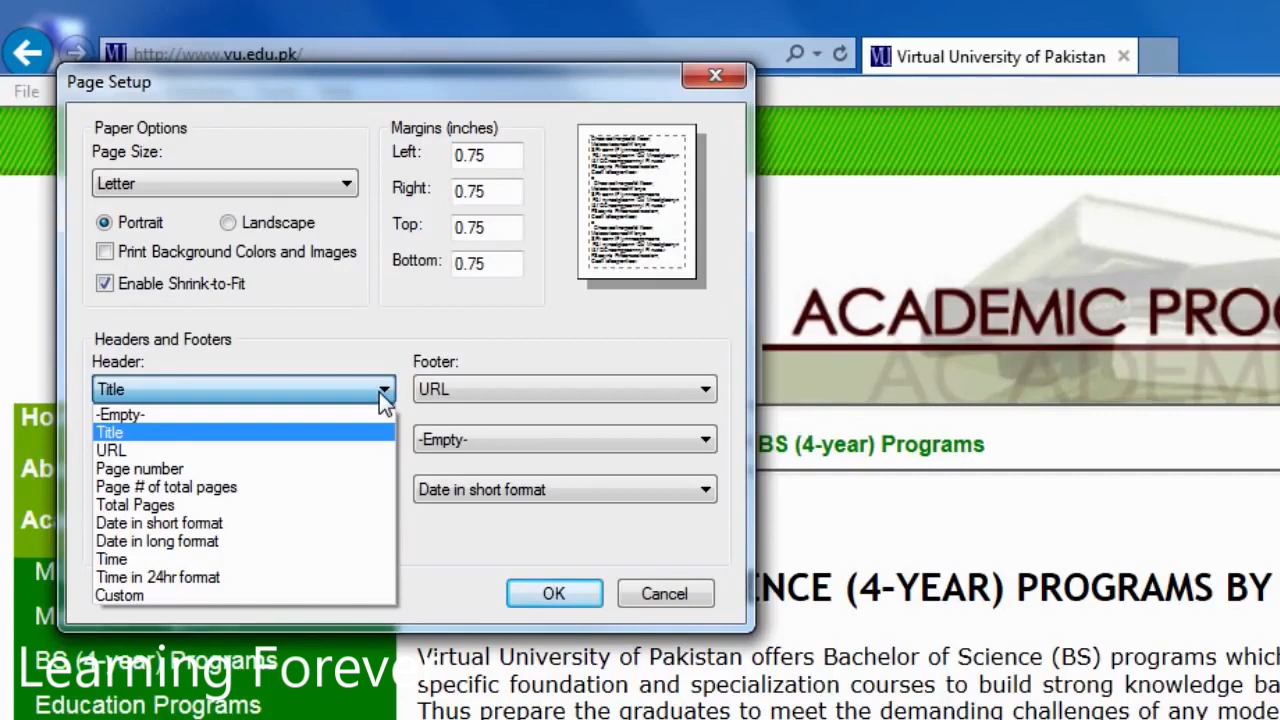 http://www.vu.edu.pk/
Virtual University of Pakistan
File
Page Setup
Paper Options
Page Size:
Letter
Portrait
Landscape
Print Background Colors and Images
Enable Shrink-to-Fit
Margins (inches)
Left:
0.75
Right:
0.75
Top:
0.75
Bottom:
0.75
Headers and Footers
Header:
Title
-Empty-
Title
URL
Page number
Page # of total pages
Total Pages
Date in short format
Date in long format
Time
Time in 24hr format
Custom
Footer:
URL
-Empty-
Date in short format
OK
Cancel
ACADEMIC PRO
BS (4-year) Programs
Ho
Ab
Ac
M
M
BS (4-year) Programs
Education Programs
Learning Foreve
ENCE (4-YEAR) PROGRAMS BY
Virtual University of Pakistan offers Bachelor of Science (BS) programs which
specific foundation and specialization courses to build strong knowledge ba
Thus prepare the graduates to meet the demanding challenges of any mode